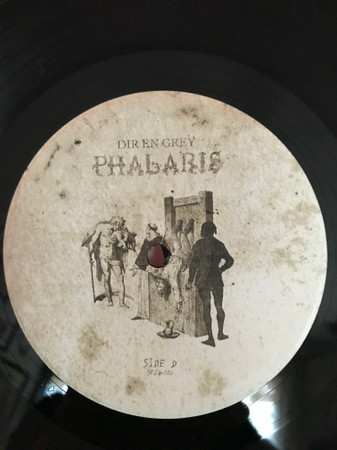 DIR EN GREY
PHALARIS
SIDE D